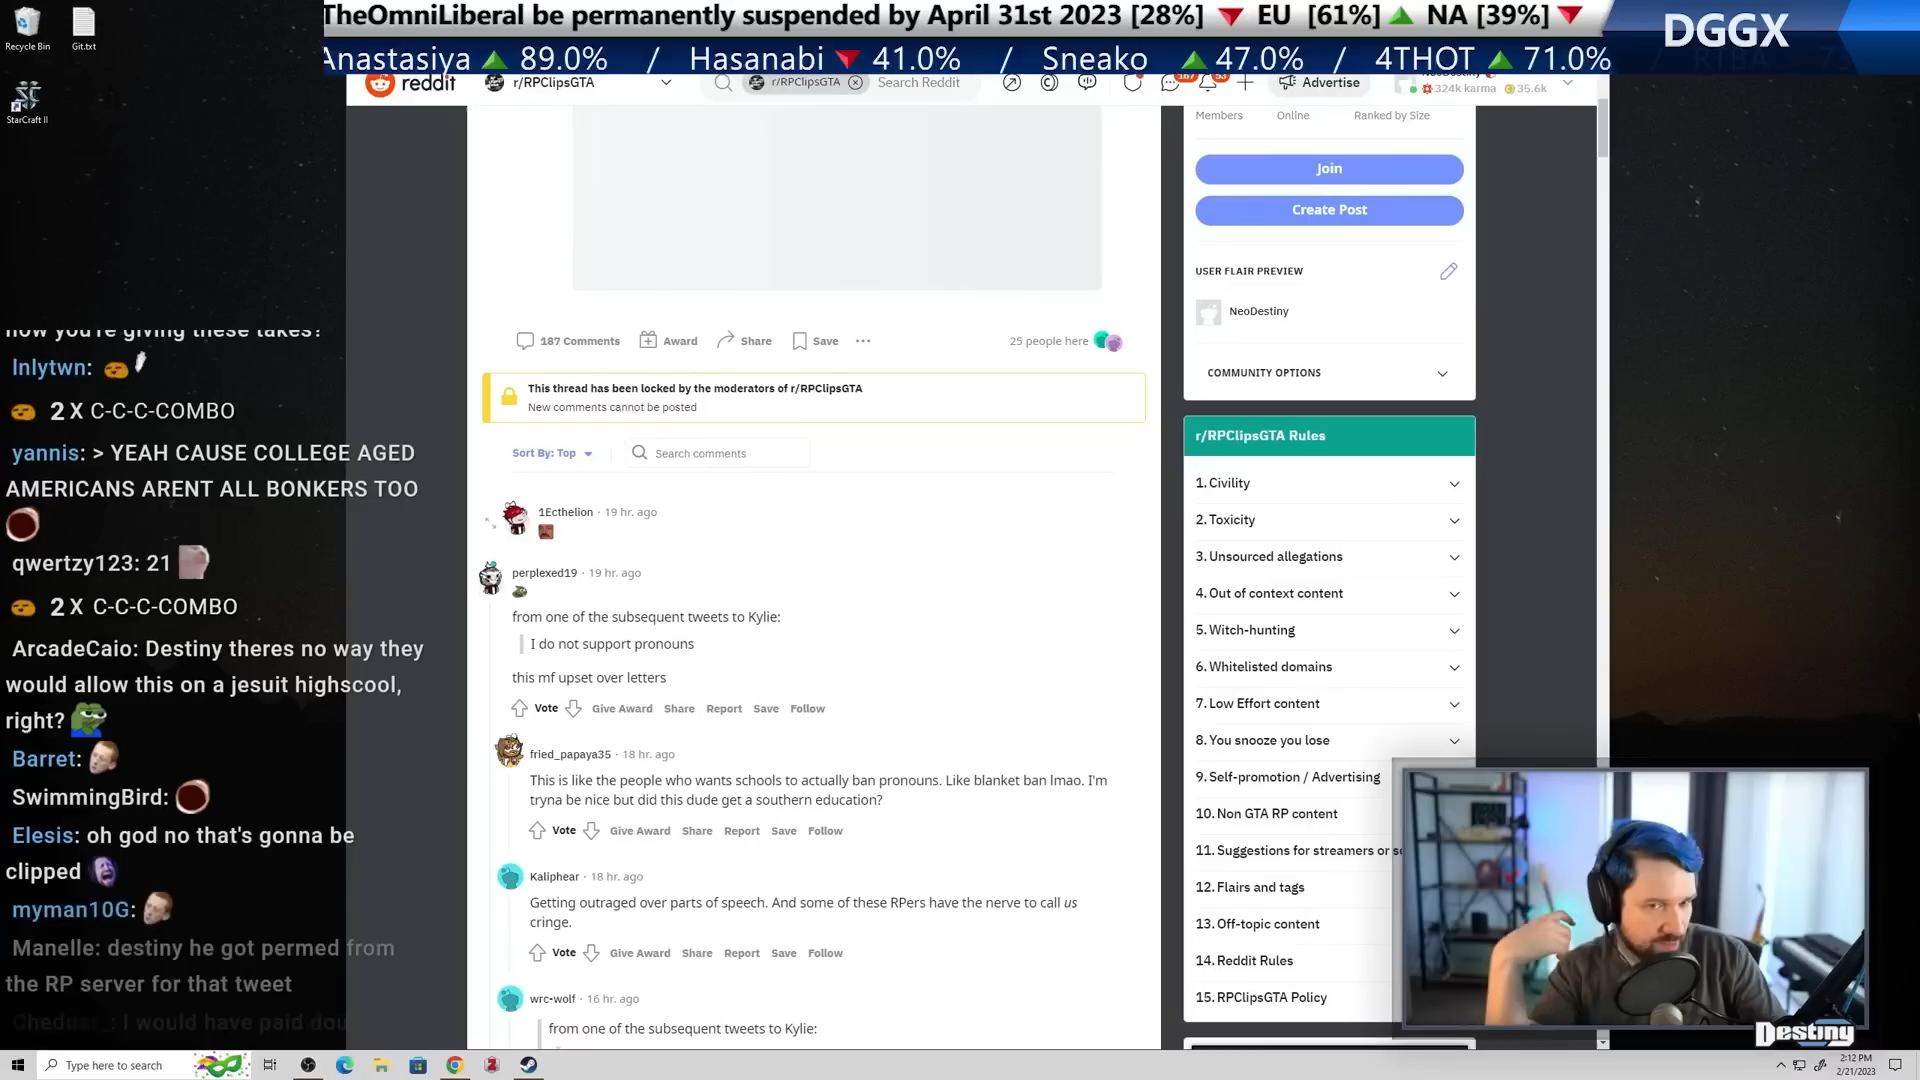 TheOmniLiberal be permanently suspended by April 31st 2023 [28%] EU [61%] NA [39%]
DGGX
Anastasiya 89.0% / Hasanabi 41.0% / Sneako 47.0% / 4THOT 71.0%
Recycle Bin
Git.txt
StarCraft II
reddit
r/RPClipsGTA
r/RPClipsGTA
Search Reddit
167
53
Advertise
NeoDestiny
324k karma
35.6k
Members
Online
Ranked by Size
Join
Create Post
USER FLAIR PREVIEW
NeoDestiny
COMMUNITY OPTIONS
187 Comments
Award
Share
Save
25 people here
This thread has been locked by the moderators of r/RPClipsGTA
New comments cannot be posted
Sort By: Top
Search comments
1Ecthelion · 19 hr. ago
perplexed19 · 19 hr. ago
from one of the subsequent tweets to Kylie:
I do not support pronouns
this mf upset over letters
Vote
Give Award
Share
Report
Save
Follow
fried_papaya35 · 18 hr. ago
This is like the people who wants schools to actually ban pronouns. Like blanket ban lmao. I'm
tryna be nice but did this dude get a southern education?
Vote
Give Award
Share
Report
Save
Follow
Kaliphear · 18 hr. ago
Getting outraged over parts of speech. And some of these RPers have the nerve to call us
cringe.
Vote
Give Award
Share
Report
Save
Follow
wrc-wolf · 16 hr. ago
from one of the subsequent tweets to Kylie:
r/RPClipsGTA Rules
1. Civility
2. Toxicity
3. Unsourced allegations
4. Out of context content
5. Witch-hunting
6. Whitelisted domains
7. Low Effort content
8. You snooze you lose
9. Self-promotion / Advertising
10. Non GTA RP content
11. Suggestions for streamers or se
12. Flairs and tags
13. Off-topic content
14. Reddit Rules
15. RPClipsGTA Policy
now you're giving these takes?
lnlytwn:
2 X C-C-C-COMBO
yannis: > YEAH CAUSE COLLEGE AGED
AMERICANS ARENT ALL BONKERS TOO
qwertzy123: 21
2 X C-C-C-COMBO
ArcadeCaio: Destiny theres no way they
would allow this on a jesuit highscool,
right?
Barret:
SwimmingBird:
Elesis: oh god no that's gonna be
clipped
myman10G:
Manelle: destiny he got permed from
the RP server for that tweet
: I would have paid dou
Destiny
Type here to search
2:12 PM
2/21/2023